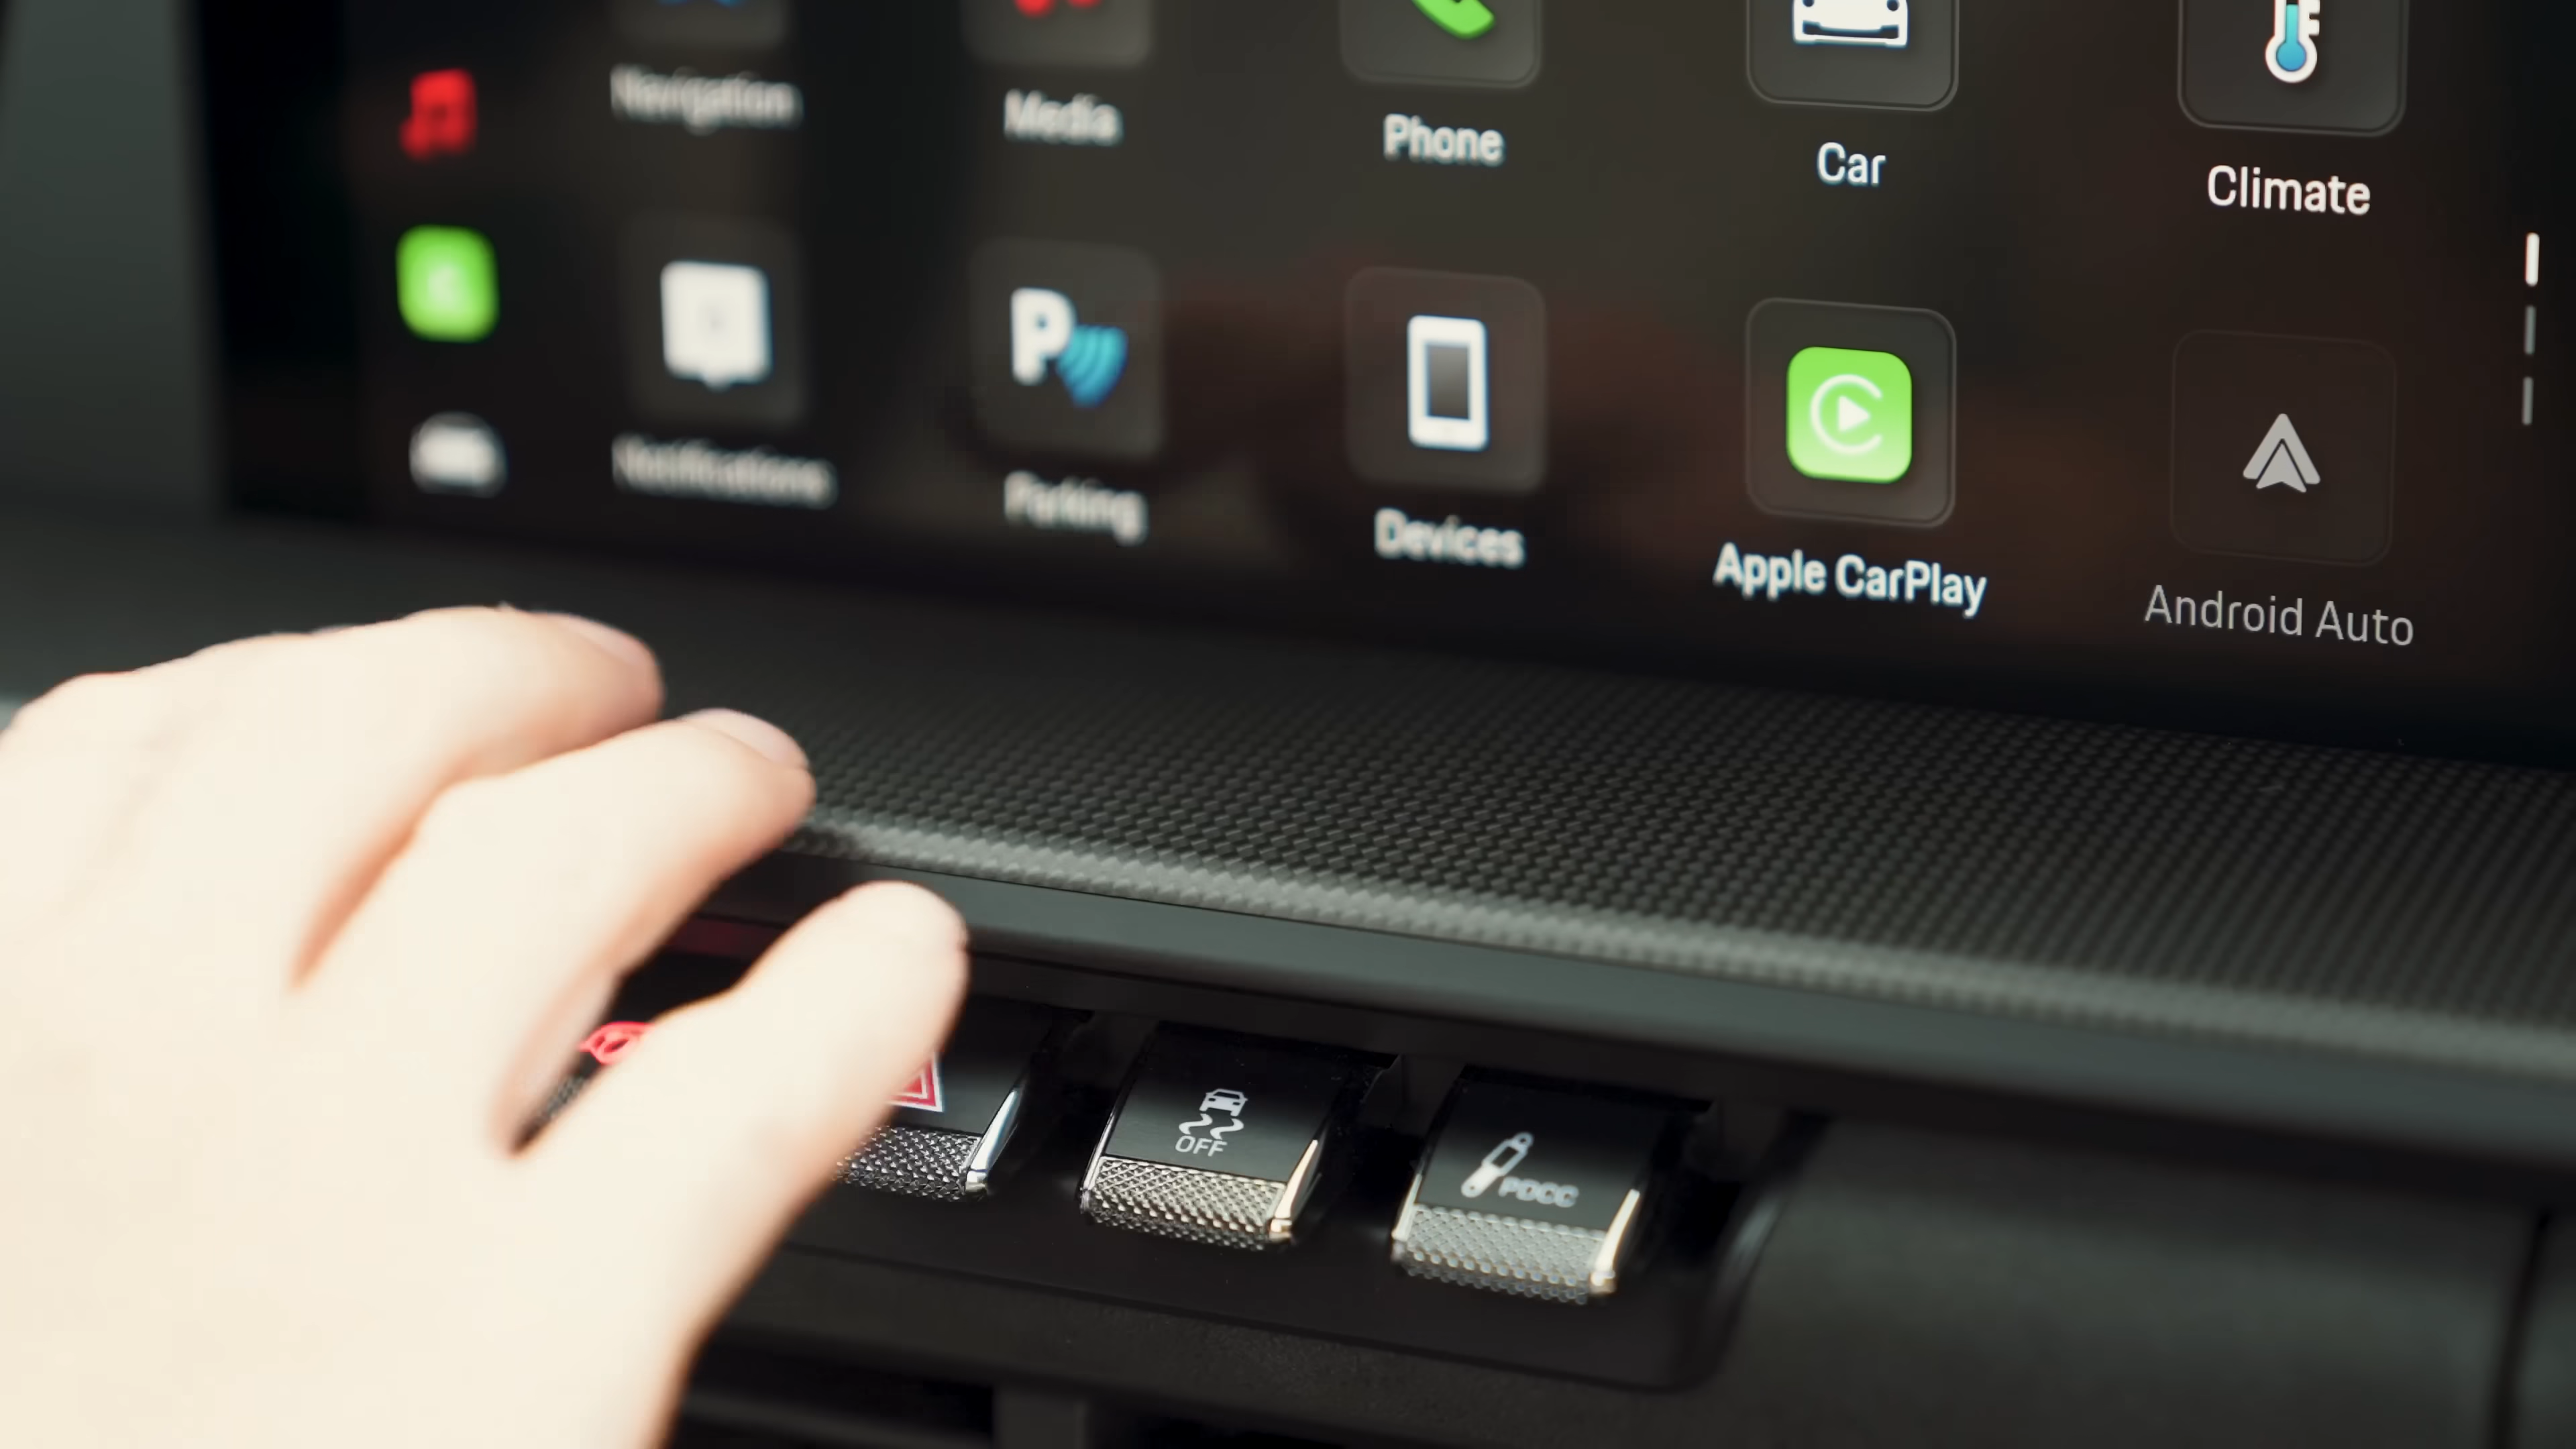 Navigation
Media
Phone
Car
Climate
P
Notifications
Parking
Devices
Apple CarPlay
Android Auto
OFF
PDCC